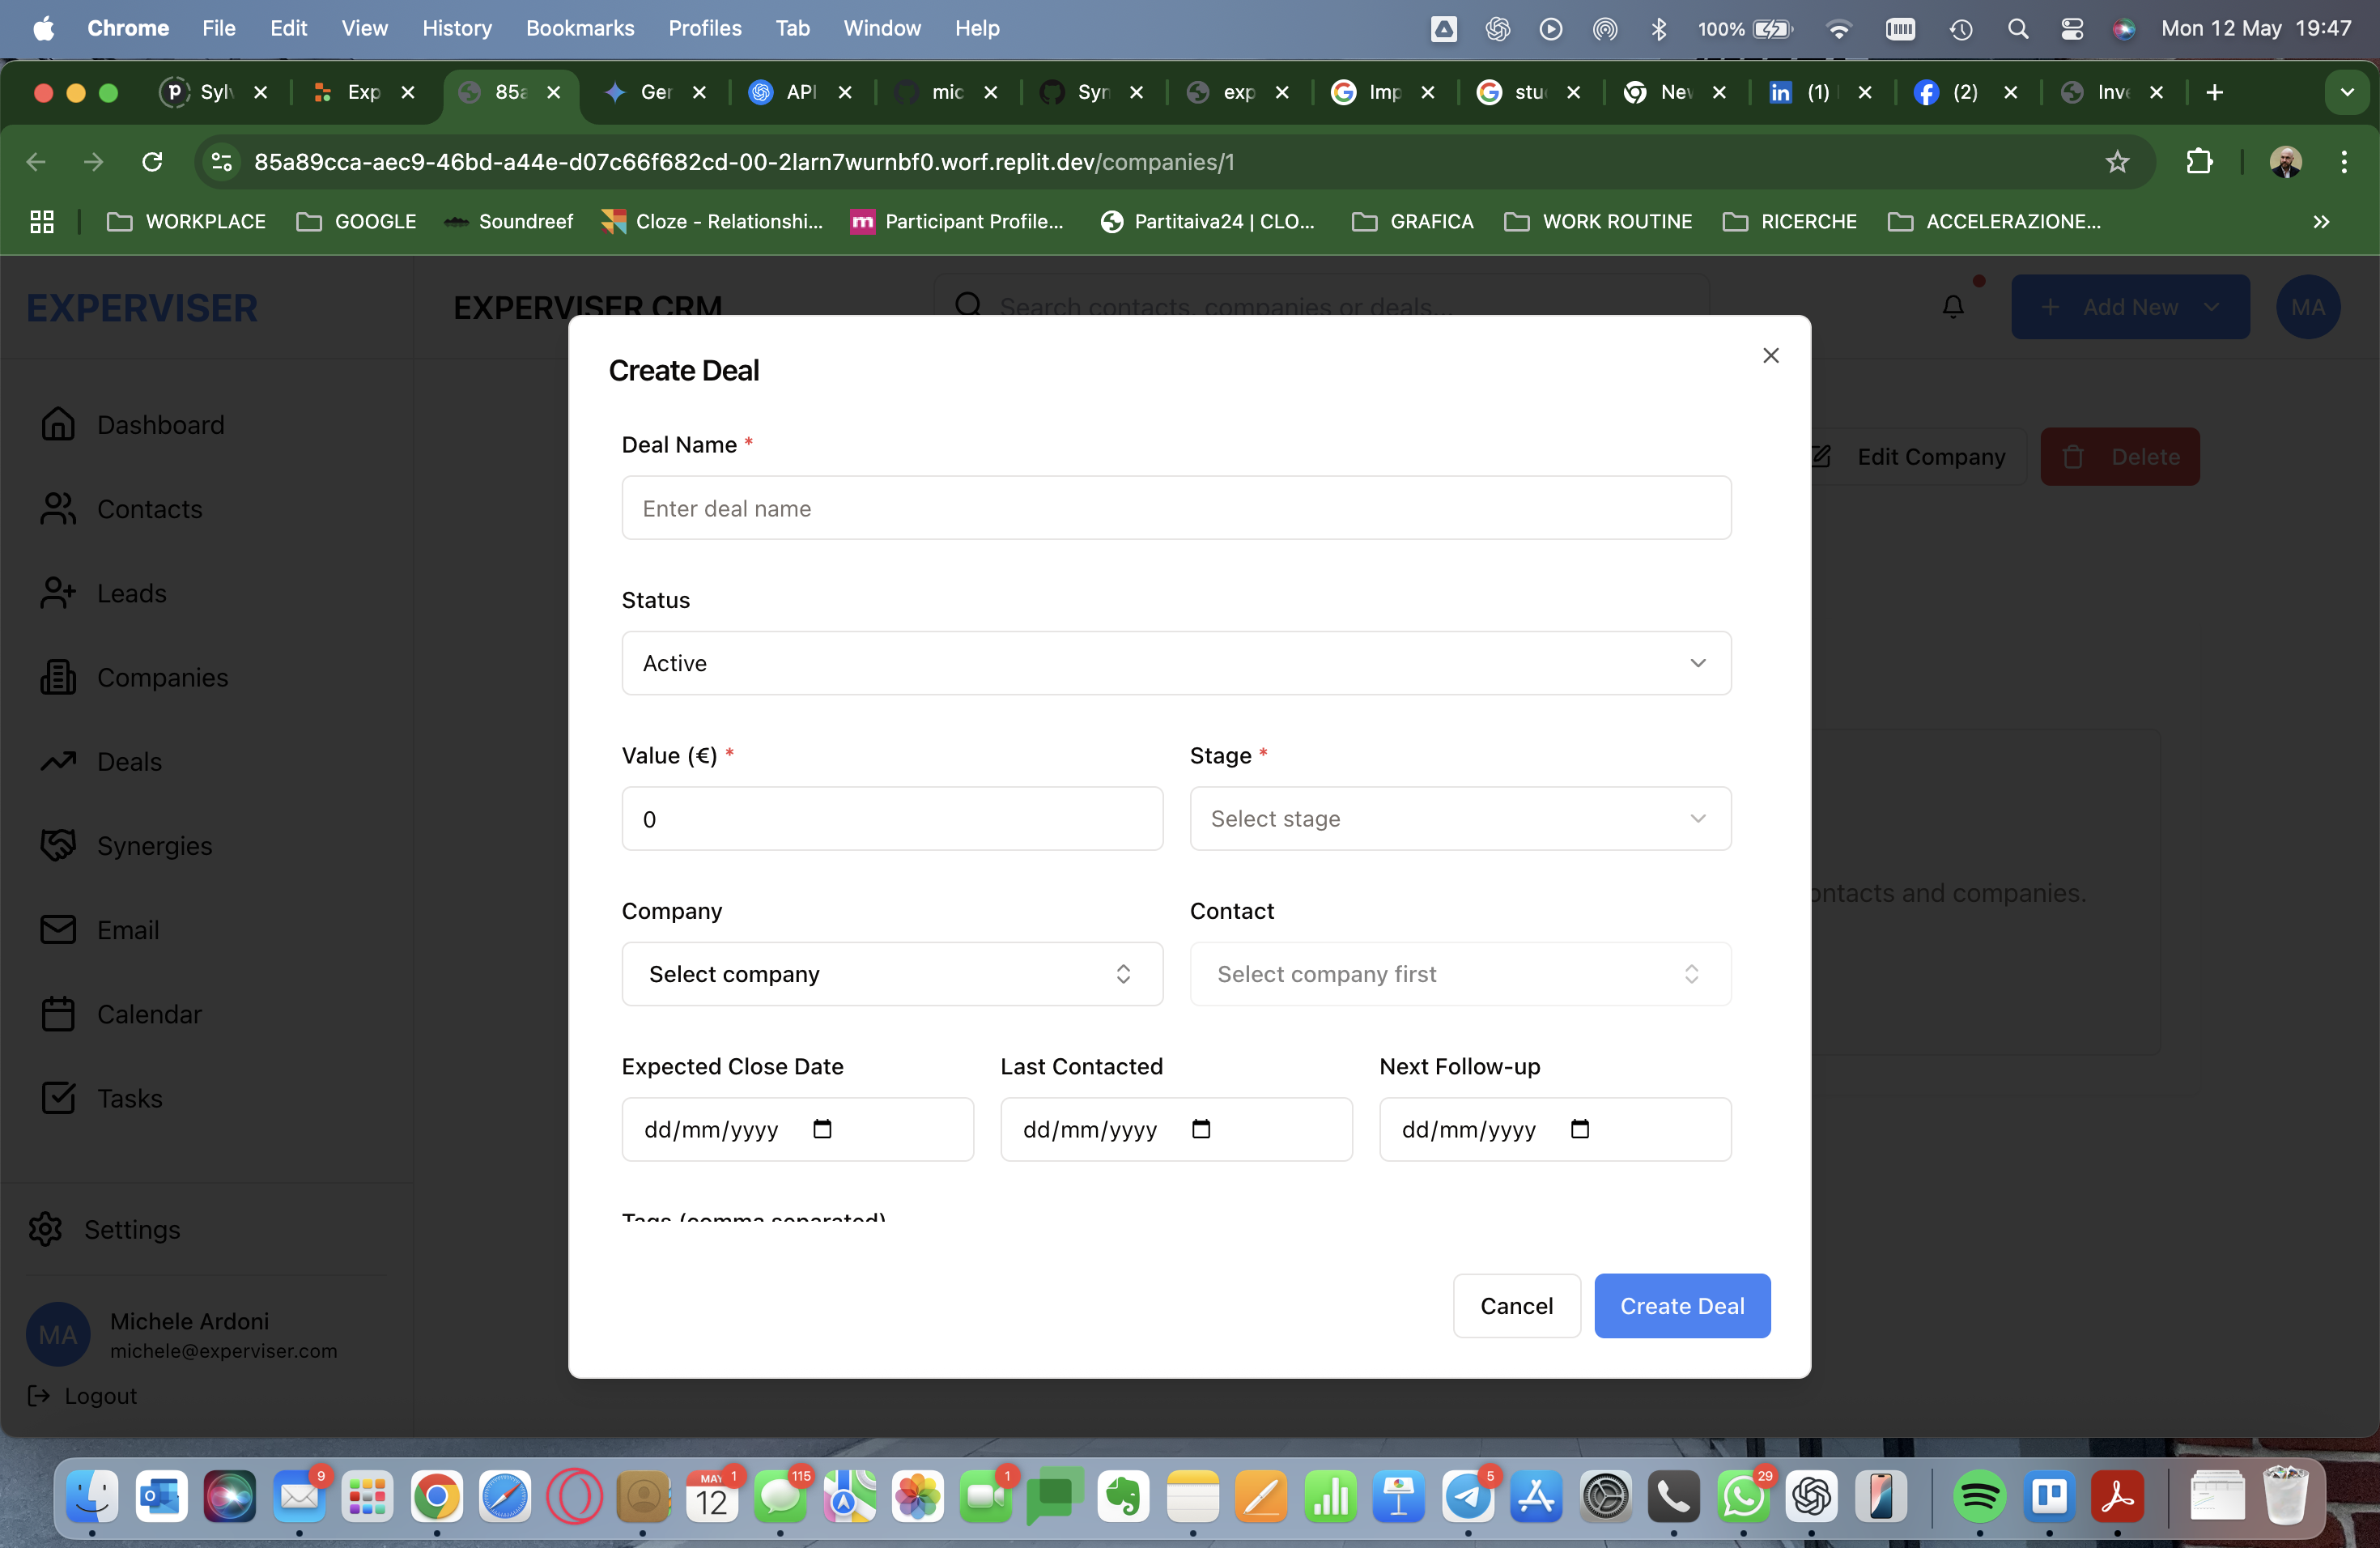 Chrome File Edit View History Bookmarks Profiles Tab Window Help 100% Mon 12 May 19:47
Sylv Exp 85a Ger API mic Syn exp Imp stu Nev (1) (2) Inve
85a89cca-aec9-46bd-a44e-d07c66f682cd-00-2larn7wurnbf0.worf.replit.dev/companies/1
WORKPLACE GOOGLE Soundreef Cloze - Relationshi... Participant Profile... Partitaiva24 | CLO... GRAFICA WORK ROUTINE RICERCHE ACCELERAZIONE...
EXPERVISER EXPERVISER CRM Search contacts, companies or deals... Add New MA
Dashboard
Contacts
Leads
Companies
Deals
Synergies
Email
Calendar
Tasks
Settings
MA
Michele Ardoni
michele@experviser.com
Logout
Edit Company Delete
ontacts and companies.
Create Deal
Deal Name *
Enter deal name
Status
Active
Value (€) * Stage *
0 Select stage
Company Contact
Select company Select company first
Expected Close Date Last Contacted Next Follow-up
dd/mm/yyyy dd/mm/yyyy dd/mm/yyyy
Tags (comma separated)
Cancel Create Deal
9 MAY 12 1 115 1 5 29